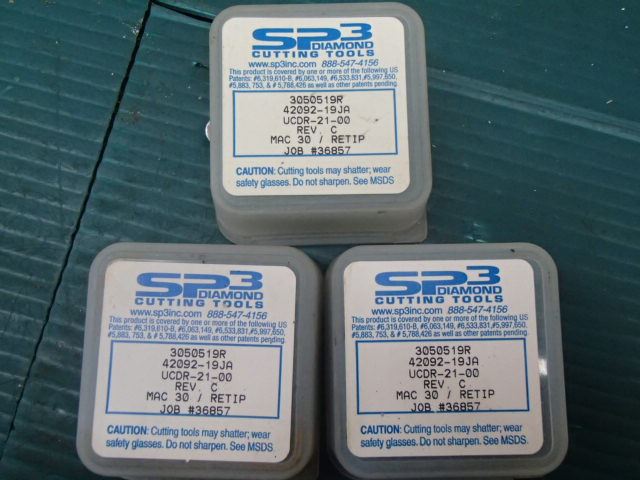 SP3
DIAMOND
CUTTING TOOLS
www.sp3inc.com 888-547-4156
This product is covered by one or more of the following US
Patents: #6,319,610-B, #6,063,149, #6,533,831,#5,997,650,
#5,883, 753, & # 5,788,426 as well as other patents pending.
3050519R
42092-19JA
UCDR-21-00
REV. C
MAC 30 / RETIP
JOB #36857
CAUTION: Cutting tools may shatter; wear
safety glasses. Do not sharpen. See MSDS
SP3
DIAMOND
CUTTING TOOLS
www.sp3inc.com 888-547-4156
This product is covered by one or more of the following US
Patents: #6,319,610-B, #6,063,149, #6,533,831,#5,997,650,
#5,883, 753, & # 5,788,426 as well as other patents pending.
3050519R
42092-19JA
UCDR-21-00
REV. C
MAC 30 / RETIP
JOB #36857
CAUTION: Cutting tools may shatter; wear
safety glasses. Do not sharpen. See MSDS
SP3
DIAMOND
CUTTING TOOLS
www.sp3inc.com 888-547-4156
This product is covered by one or more of the following US
Patents: #6,319,610-B, #6,063,149, #6,533,831,#5,997,650,
#5,883, 753, & # 5,788,426 as well as other patents pending.
3050519R
42092-19JA
UCDR-21-00
REV. C
MAC 30 / RETIP
JOB #36857
CAUTION: Cutting tools may shatter; wear
safety glasses. Do not sharpen. See MSDS